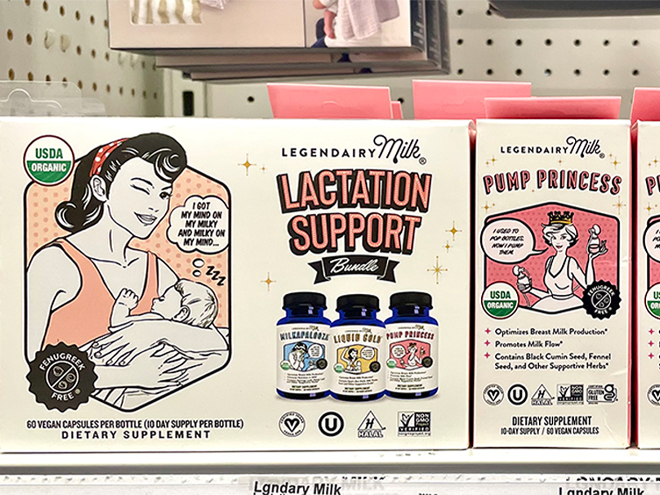 USDA
ORGANIC
I GOT
MY MIND ON
MY MILKY
AND MILKY ON
MY MIND...
zzz
FENUGREEK
FREE
60 VEGAN CAPSULES PER BOTTLE (10 DAY SUPPLY PER BOTTLE)
DIETARY SUPPLEMENT
LEGENDAIRY Milk®
LACTATION
SUPPORT
Bundle
MILKAPALOOZA
LIQUID GOLD
PUMP PRINCESS
HALAL
NON
GMO
VERIFIED
LEGENDAIRY Milk®
PUMP PRINCESS
I USED TO
POP BOTTLES,
NOW I PUMP
THEM
USDA
ORGANIC
FENUGREEK
FREE
* Optimizes Breast Milk Production*
* Promotes Milk Flow*
* Contains Black Cumin Seed, Fennel
Seed, and Other Supportive Herbs*
DIETARY SUPPLEMENT
10-DAY SUPPLY / 60 VEGAN CAPSULES
Lgndary Milk
Lgndary Milk